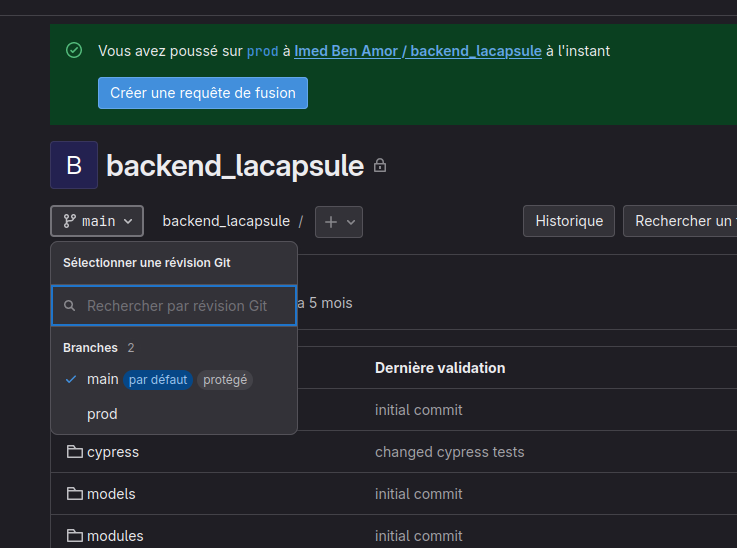 Vous avez poussé sur prod à Imed Ben Amor / backend_lacapsule à l'instant
Créer une requête de fusion
B backend_lacapsule
main backend_lacapsule / + Historique Rechercher un
Sélectionner une révision Git
Rechercher par révision Git
a 5 mois
Branches 2
Dernière validation
main par défaut protégé
initial commit
prod
cypress changed cypress tests
models initial commit
modules initial commit